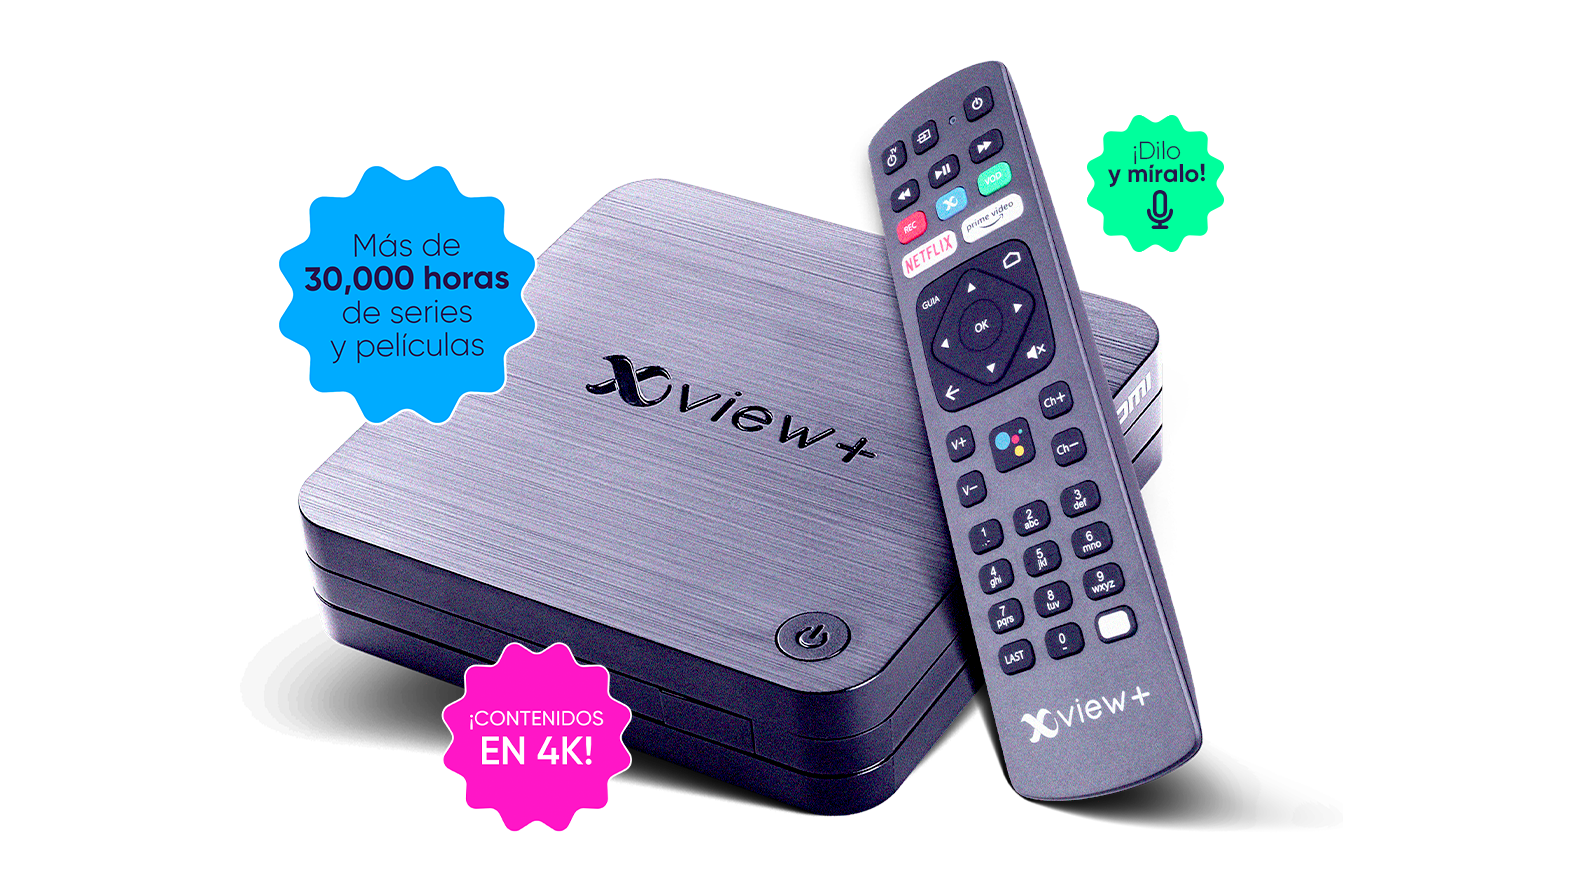 Más de
30,000 horas
de series
y películas
Xview+
¡CONTENIDOS
EN 4K!
¡Dilo
y míralo!
TV
VOD
REC
prime video
NETFLIX
GUIA
OK
Ch+
V+
Ch−
V−
1
2
abc
3
def
4
ghi
5
jkl
6
mno
7
pqrs
8
tuv
9
wxyz
LAST
0
Xview+